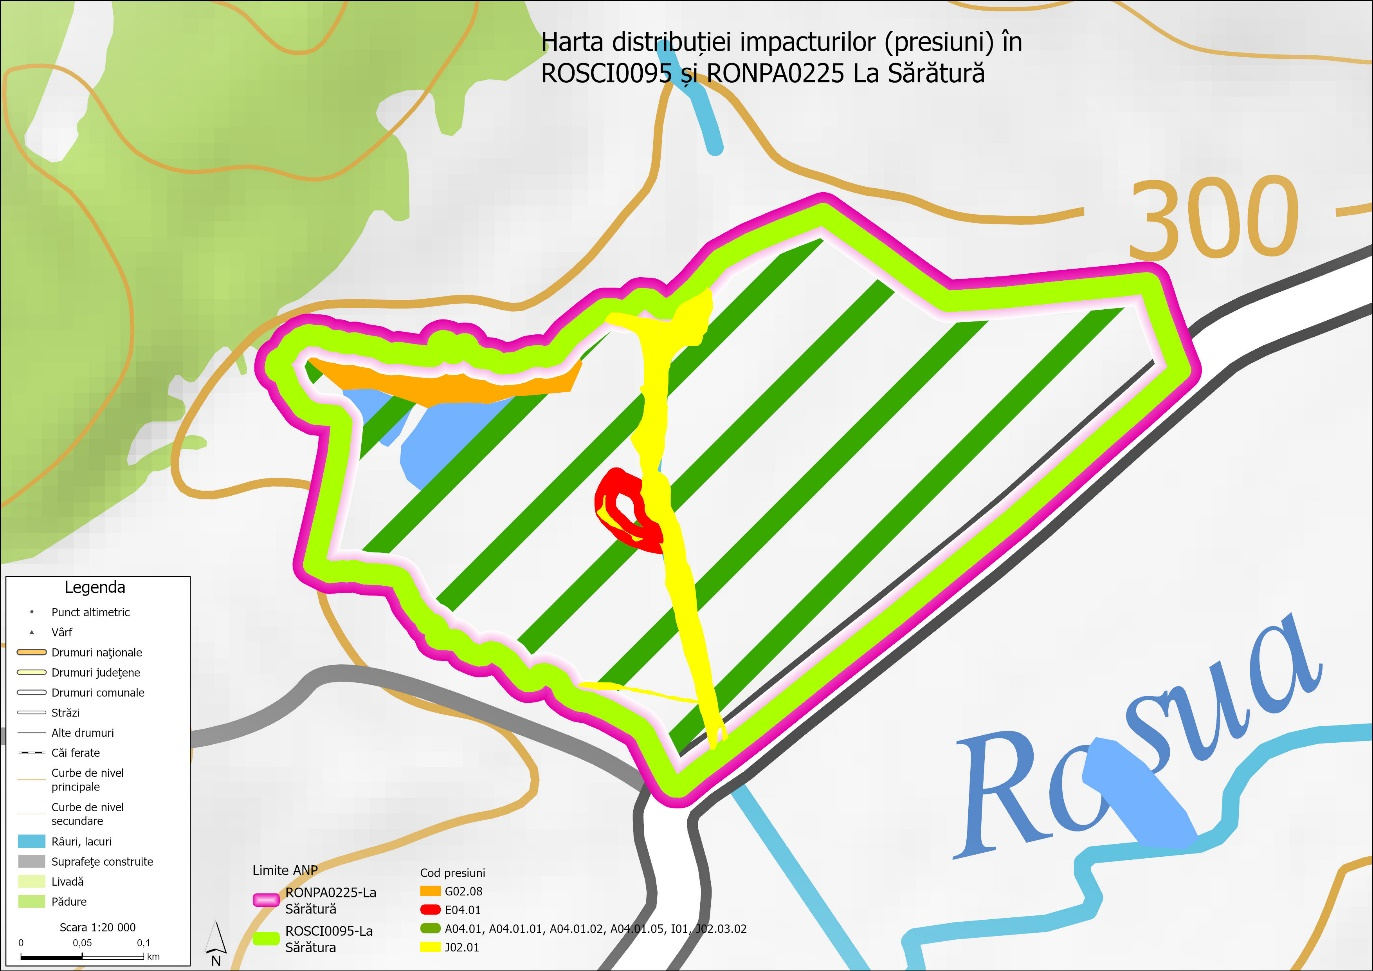 Harta distribuției impacturilor (presiuni) în
ROSCI0095 și RONPA0225 La Sărătură
300
Rosua
Legenda
Punct altimetric
Vârf
Drumuri naţionale
Drumuri judeţene
Drumuri comunale
Străzi
Alte drumuri
Căi ferate
Curbe de nivel
principale
Curbe de nivel
secundare
Râuri, lacuri
Suprafeţe construite
Livadă
Pădure
Scara 1:20 000
0 0,05 0,1
km
N
Limite ANP
RONPA0225-La
Sărătură
ROSCI0095-La
Sărătura
Cod presiuni
G02.08
E04.01
A04.01, A04.01.01, A04.01.02, A04.01.05, I01, J02.03.02
J02.01